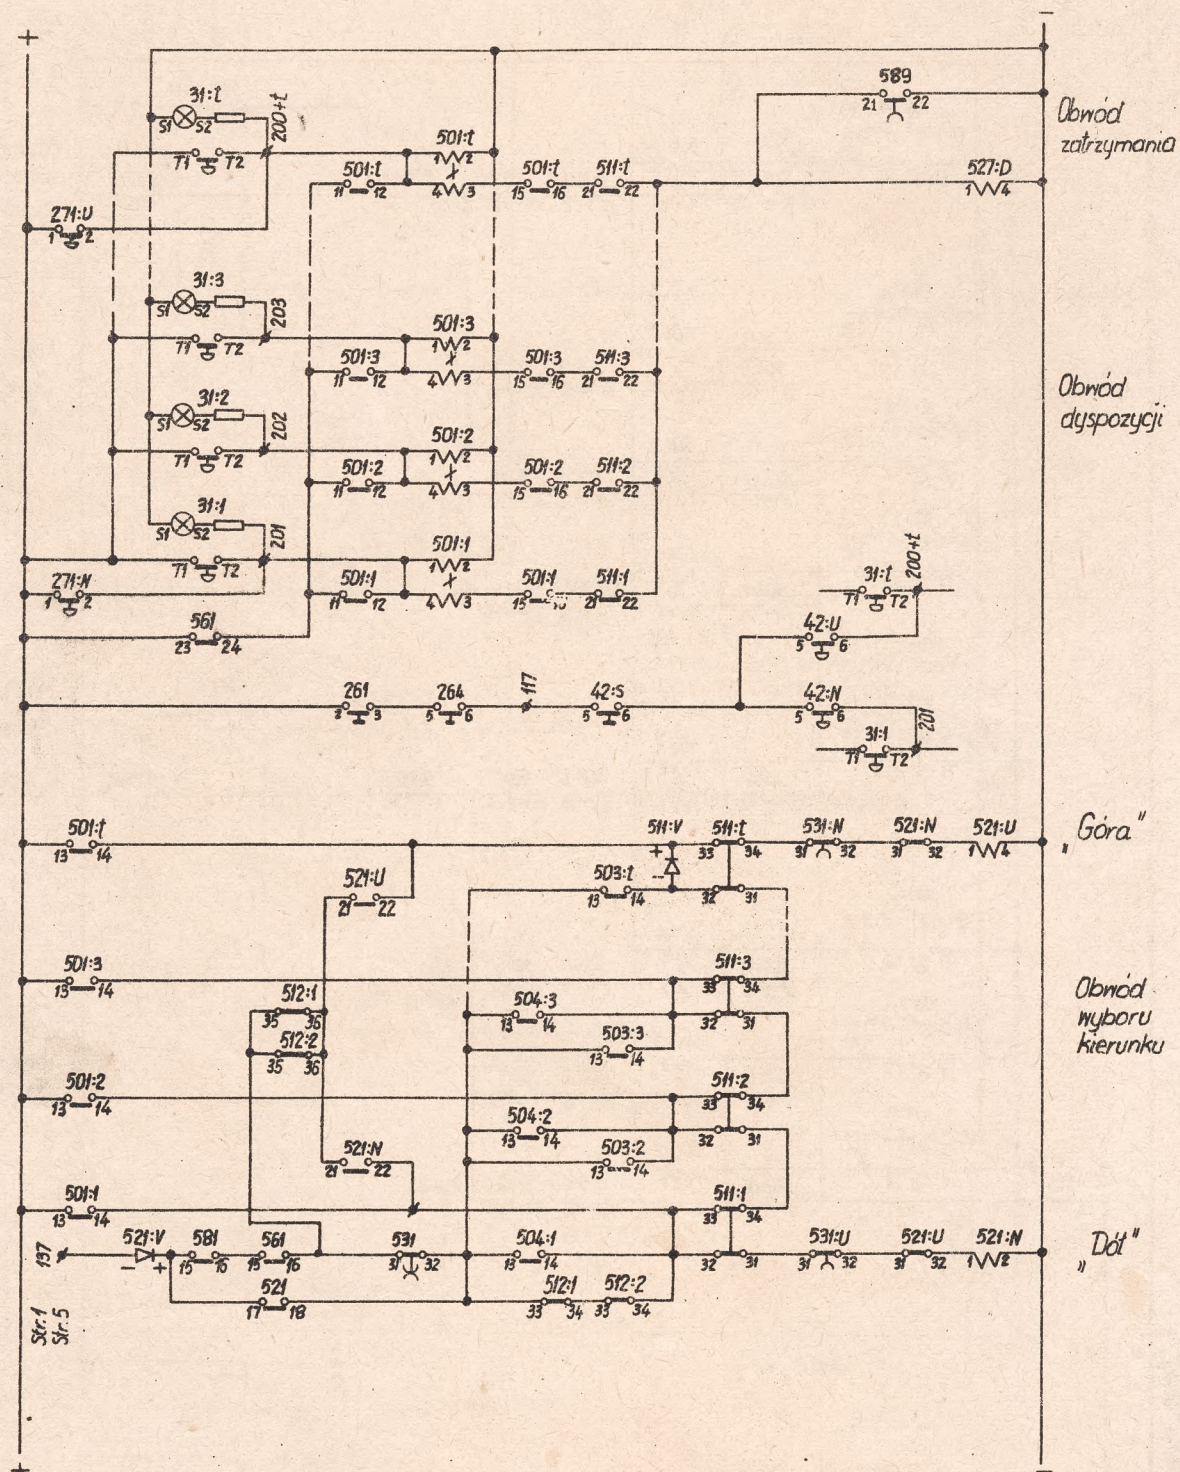 +
−
589
21 22
31:t
S1 S2
200+t
501:t
1 2
4 3
T1 T2
501:t
11 12
501:t
15 16
511:t
21 22
527:D
1 4
Obwód
zatrzymania
271:U
1 2
31:3
S1 S2
203
501:3
1 2
4 3
T1 T2
501:3
11 12
501:3
15 16
511:3
21 22
31:2
S1 S2
202
501:2
1 2
4 3
T1 T2
501:2
11 12
501:2
15 16
511:2
21 22
Obwód
dyspozycji
31:1
S1 S2
201
501:1
1 2
4 3
T1 T2
271:N
1 2
501:1
11 12
501:1
15
511:1
21 22
561
23 24
31:t
T1 T2
200+t
42:U
5 6
261
2 3
264
5 6
117
42:S
5 6
42:N
5 6
201
31:1
T1 T2
501:t
13 14
511:V
+
--
511:t
33 34
32 31
531:N
31 32
521:N
31 32
521:U
1 4
„Góra”
521:U
21 22
503:t
13 14
501:3
13 14
511:3
33 34
32 31
512:1
35 36
504:3
13 14
512:2
35 36
503:3
13 14
Obwód
wyboru
kierunku
501:2
13 14
511:2
33 34
32 31
504:2
13 14
521:N
21 22
503:2
13 14
501:1
13 14
511:1
33 34
32 31
197
521:V
− +
581
15 16
561
15 16
531
31 32
504:1
13 14
531:U
31 32
521:U
31 32
521:N
1 2
„Dół”
521
17 18
512:1
33 34
512:2
33 34
Str.1
Str.5
+
−